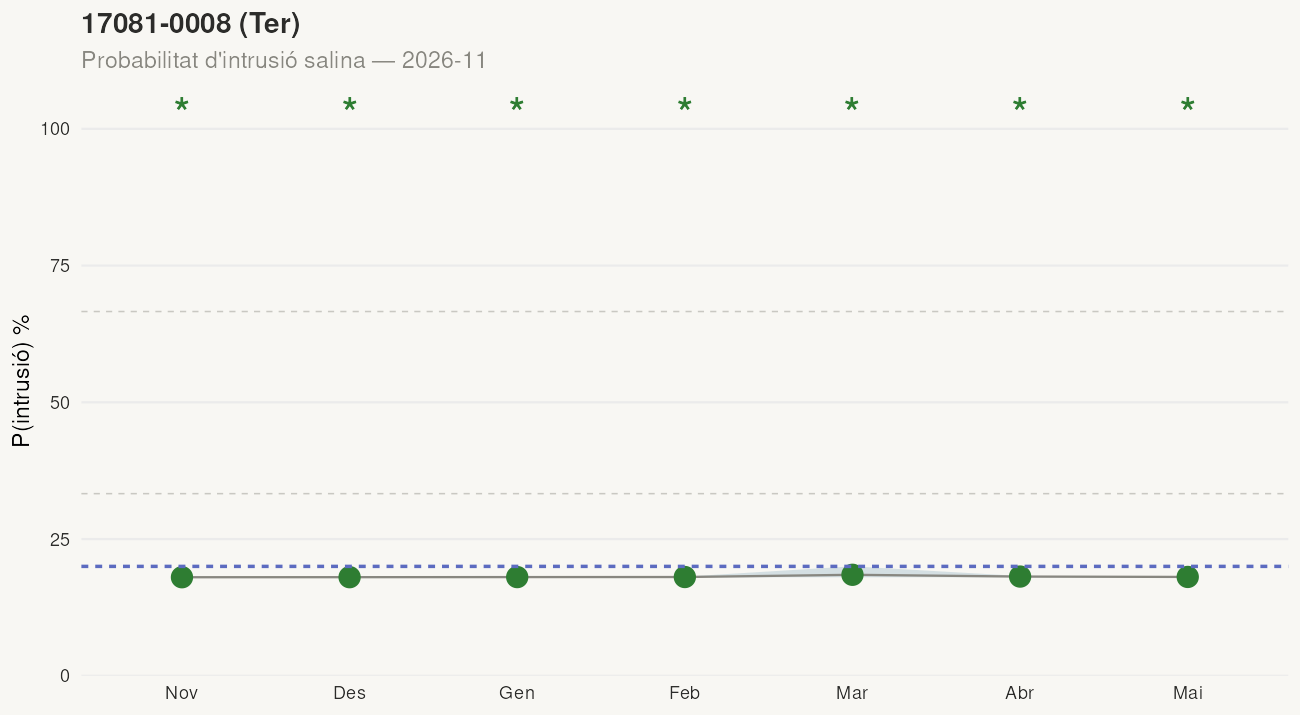 17081-0008 (Ter)
Probabilitat d'intrusió salina — 2026-11
* * * * * * *
100
75
50
25
0
P(intrusió) %
Nov Des Gen Feb Mar Abr Mai